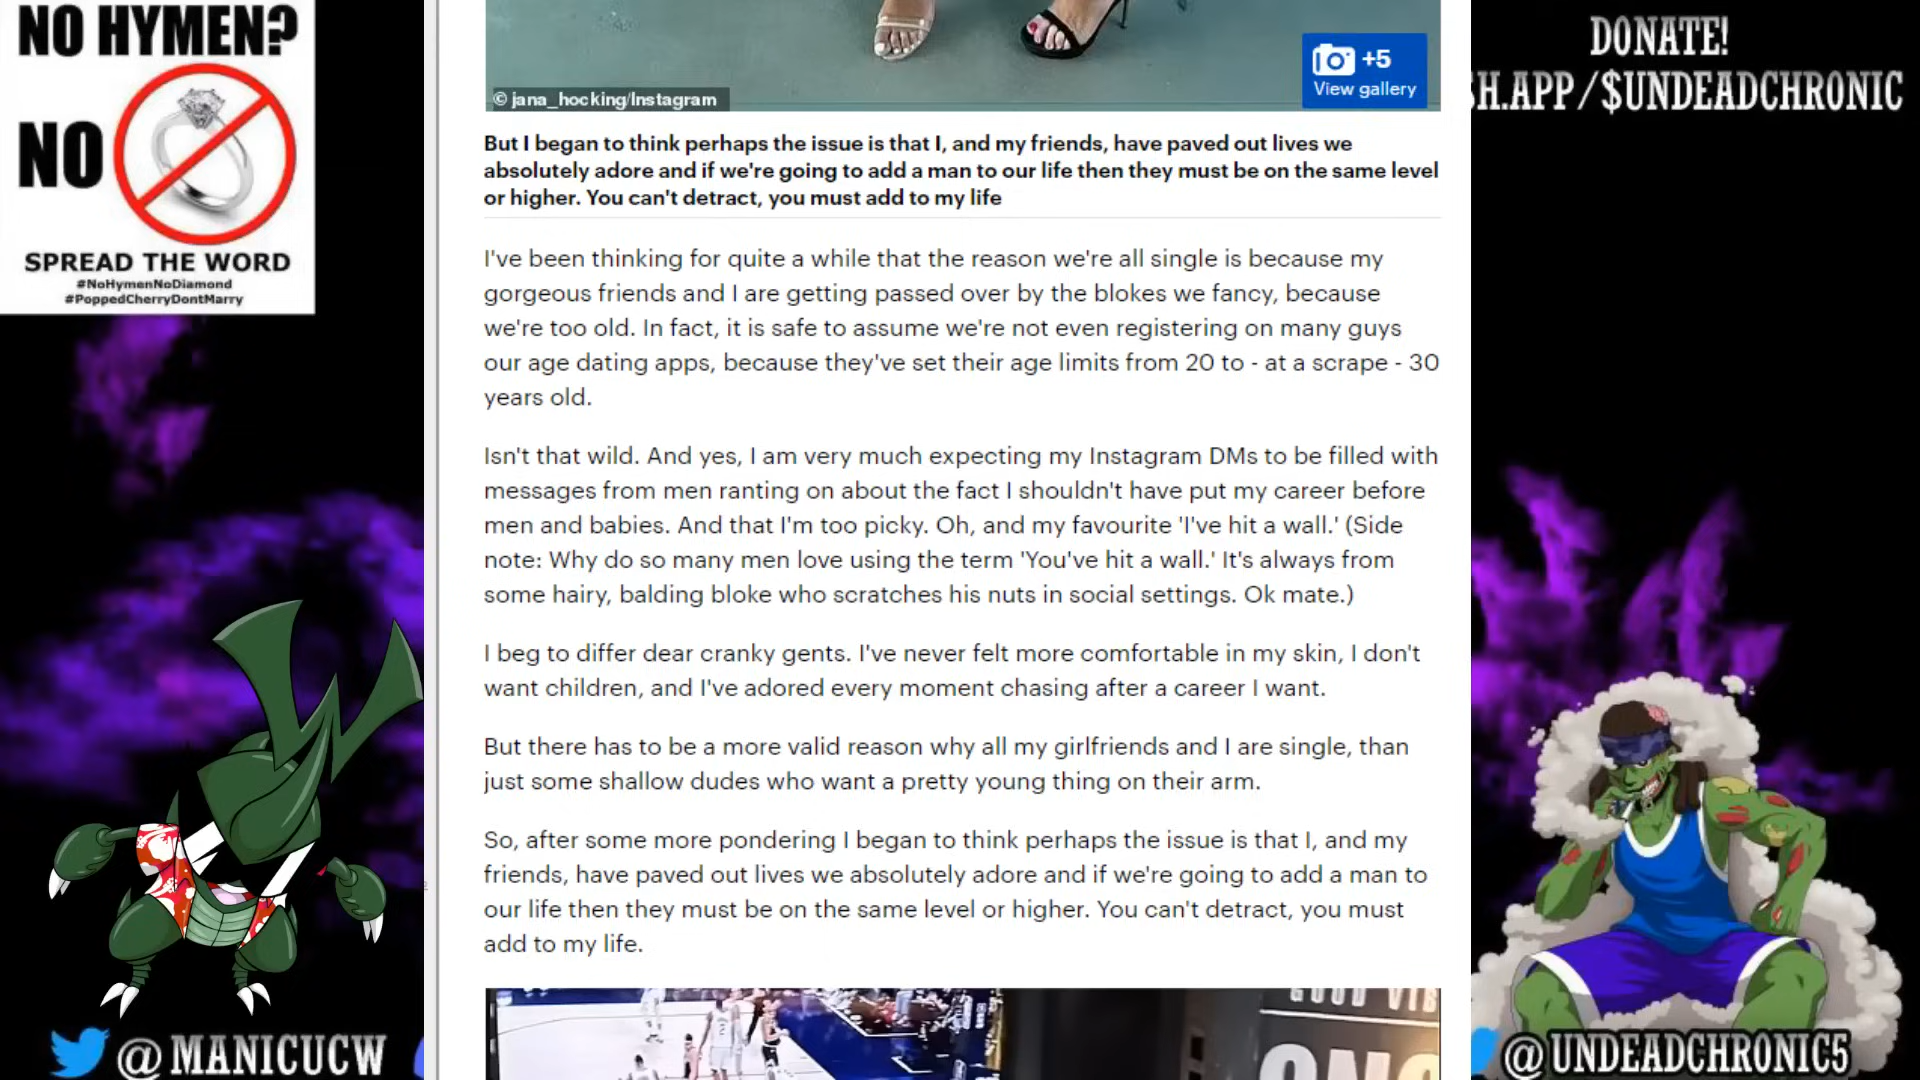 NO HYMEN?
NO
SPREAD THE WORD
#NoHymenNoDiamond
#PoppedCherryDontMarry
@MANICUCW
+5
View gallery
© jana_hocking/Instagram
But I began to think perhaps the issue is that I, and my friends, have paved out lives we
absolutely adore and if we're going to add a man to our life then they must be on the same level
or higher. You can't detract, you must add to my life
I've been thinking for quite a while that the reason we're all single is because my
gorgeous friends and I are getting passed over by the blokes we fancy, because
we're too old. In fact, it is safe to assume we're not even registering on many guys
our age dating apps, because they've set their age limits from 20 to - at a scrape - 30
years old.
Isn't that wild. And yes, I am very much expecting my Instagram DMs to be filled with
messages from men ranting on about the fact I shouldn't have put my career before
men and babies. And that I'm too picky. Oh, and my favourite 'I've hit a wall.' (Side
note: Why do so many men love using the term 'You've hit a wall.' It's always from
some hairy, balding bloke who scratches his nuts in social settings. Ok mate.)
I beg to differ dear cranky gents. I've never felt more comfortable in my skin, I don't
want children, and I've adored every moment chasing after a career I want.
But there has to be a more valid reason why all my girlfriends and I are single, than
just some shallow dudes who want a pretty young thing on their arm.
So, after some more pondering I began to think perhaps the issue is that I, and my
friends, have paved out lives we absolutely adore and if we're going to add a man to
our life then they must be on the same level or higher. You can't detract, you must
add to my life.
GOOD VIB
DONATE!
SH.APP/$UNDEADCHRONIC
@UNDEADCHRONIC5